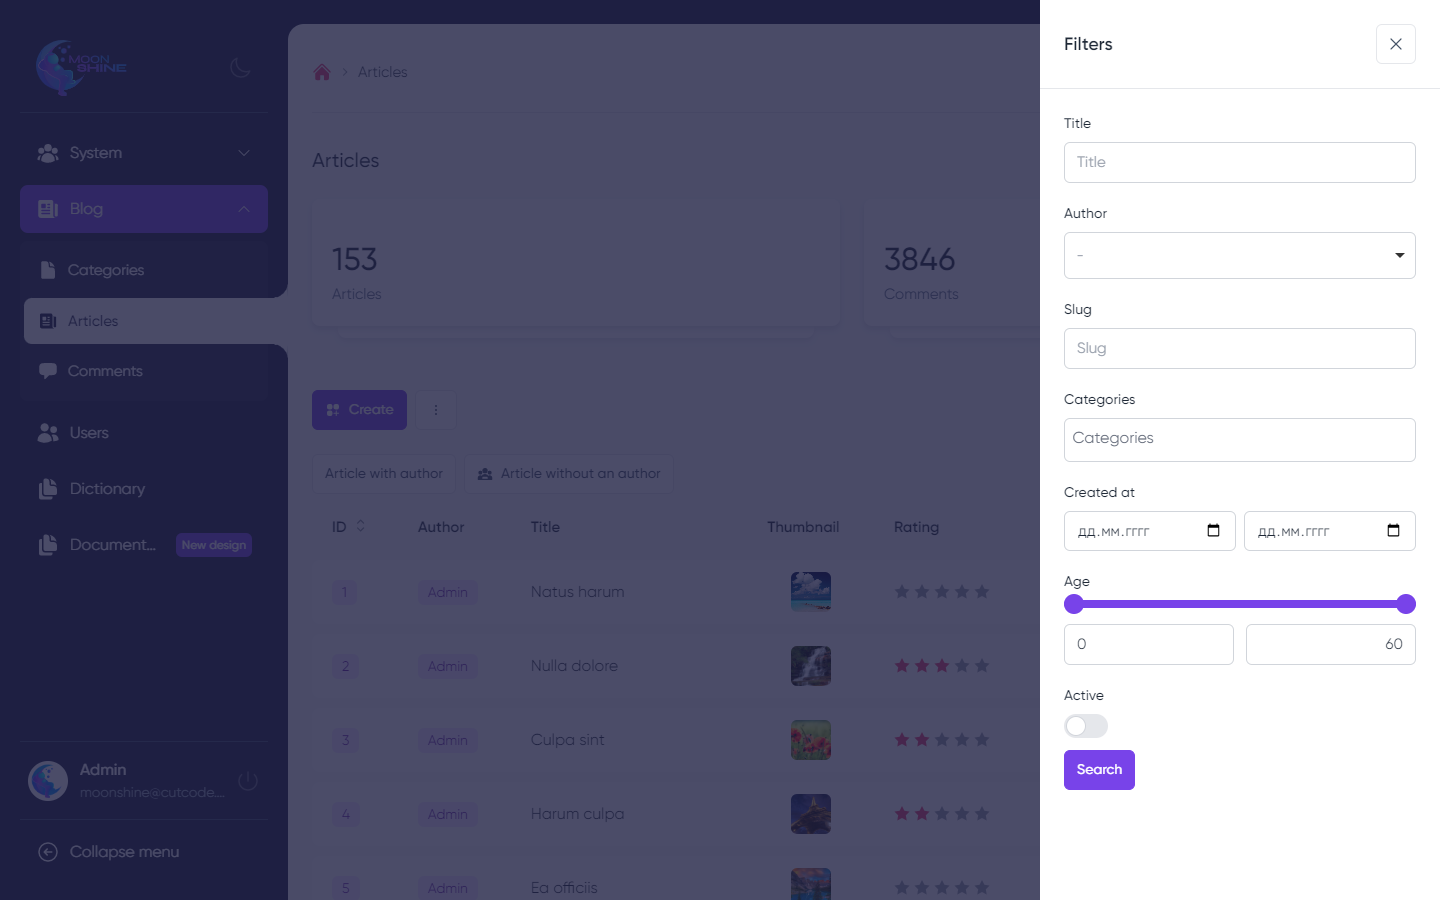 MOON
SHINE
System
Blog
Categories
Articles
Comments
Users
Dictionary
Document...
New design
Admin
moonshine@cutcode...
Collapse menu
Articles
Articles
153
Articles
3846
Comments
Create
Article with author
Article without an author
ID Author Title Thumbnail Rating
1 Admin Natus harum
2 Admin Nulla dolore
3 Admin Culpa sint
4 Admin Harum culpa
5 Admin Ea officiis
Filters
Title
Title
Author
-
Slug
Slug
Categories
Categories
Created at
дд.мм.гггг дд.мм.гггг
Age
0 60
Active
Search